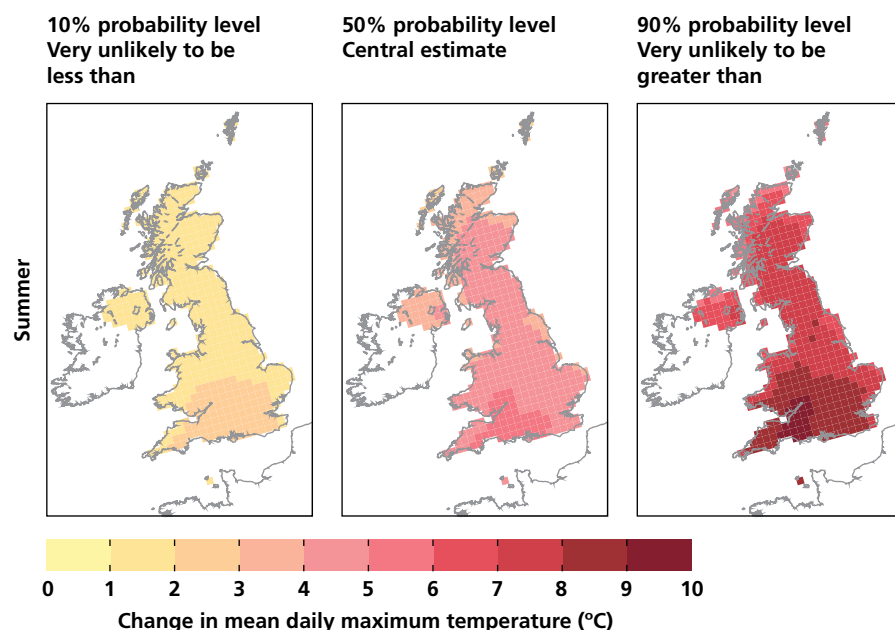 10% probability level
Very unlikely to be
less than
50% probability level
Central estimate
90% probability level
Very unlikely to be
greater than
Summer
0 1 2 3 4 5 6 7 8 9 10
Change in mean daily maximum temperature (ºC)